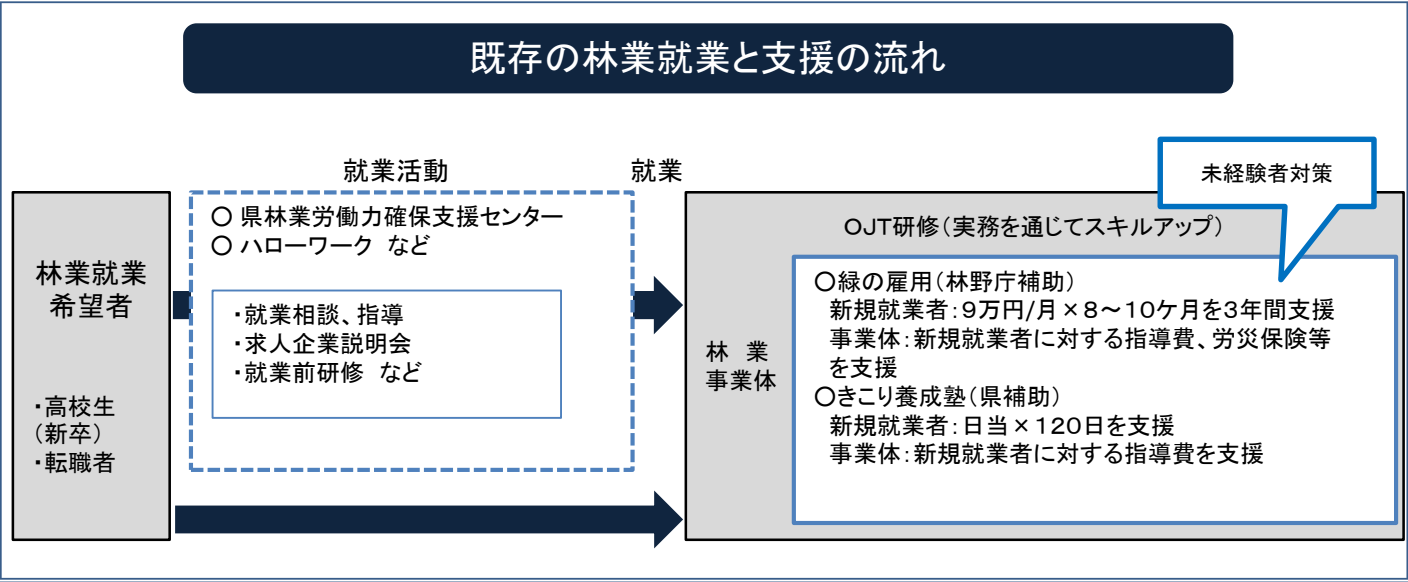 既存の林業就業と支援の流れ
就業活動
就業
未経験者対策
林業就業
希望者
・高校生
(新卒)
・転職者
〇 県林業労働力確保支援センター
〇 ハローワーク など
・就業相談、指導
・求人企業説明会
・就業前研修 など
林 業
事業体
OJT研修(実務を通じてスキルアップ)
〇緑の雇用(林野庁補助)
新規就業者:9万円/月×8~10ケ月を3年間支援
事業体:新規就業者に対する指導費、労災保険等
を支援
〇きこり養成塾(県補助)
新規就業者:日当×120日を支援
事業体:新規就業者に対する指導費を支援